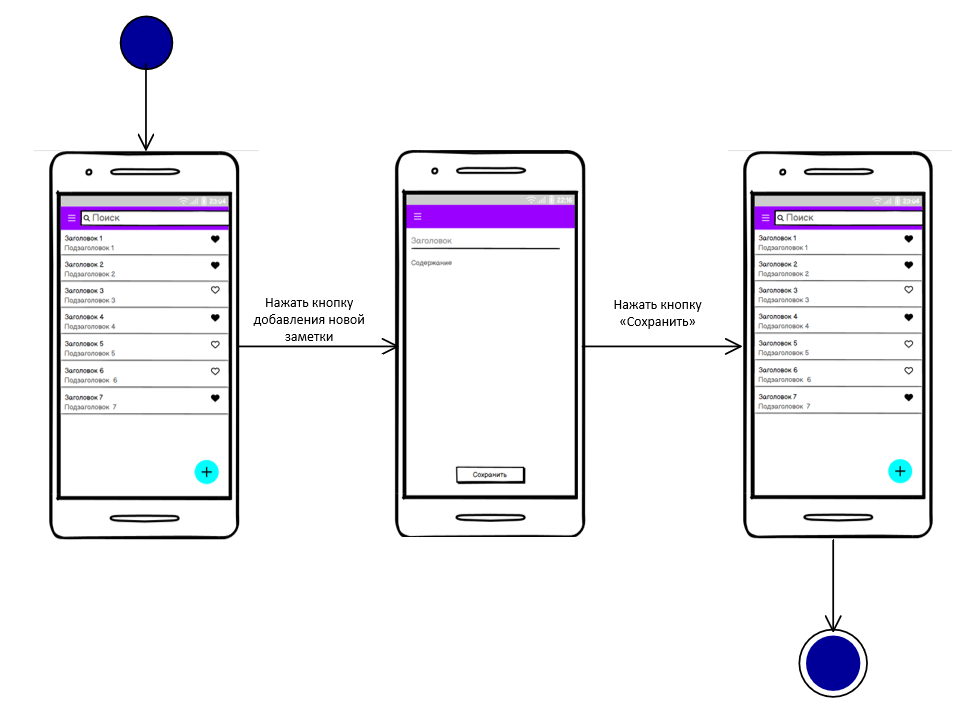 23:04
Поиск
Заголовок 1
Подзаголовок 1
Заголовок 2
Подзаголовок 2
Заголовок 3
Подзаголовок 3
Заголовок 4
Подзаголовок 4
Заголовок 5
Подзаголовок 5
Заголовок 6
Подзаголовок 6
Заголовок 7
Подзаголовок 7
+
Нажать кнопку
добавления новой
заметки
22:16
Заголовок
Содержание
Сохранить
Нажать кнопку
«Сохранить»
23:04
Поиск
Заголовок 1
Подзаголовок 1
Заголовок 2
Подзаголовок 2
Заголовок 3
Подзаголовок 3
Заголовок 4
Подзаголовок 4
Заголовок 5
Подзаголовок 5
Заголовок 6
Подзаголовок 6
Заголовок 7
Подзаголовок 7
+